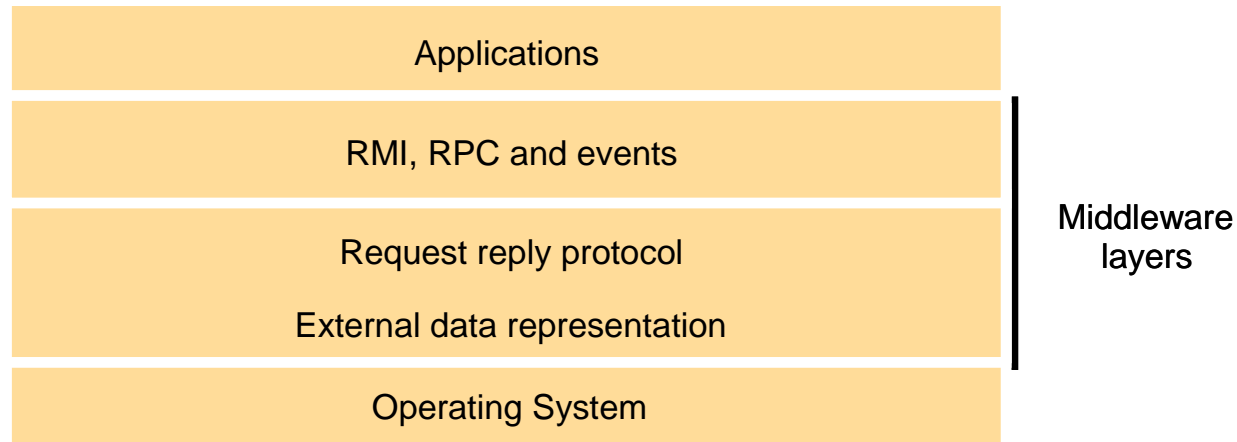 Applications
RMI, RPC and events
Request reply protocol
External data representation
Operating System
Middleware
layers